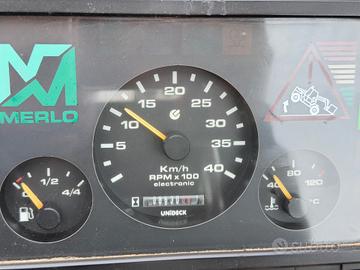 MERLO
5 10 15 20 25 30 35 40
Km/h
RPM x 100
electronic
UNIDECK
0 1/2 4/4
40 80 120
°C
subito